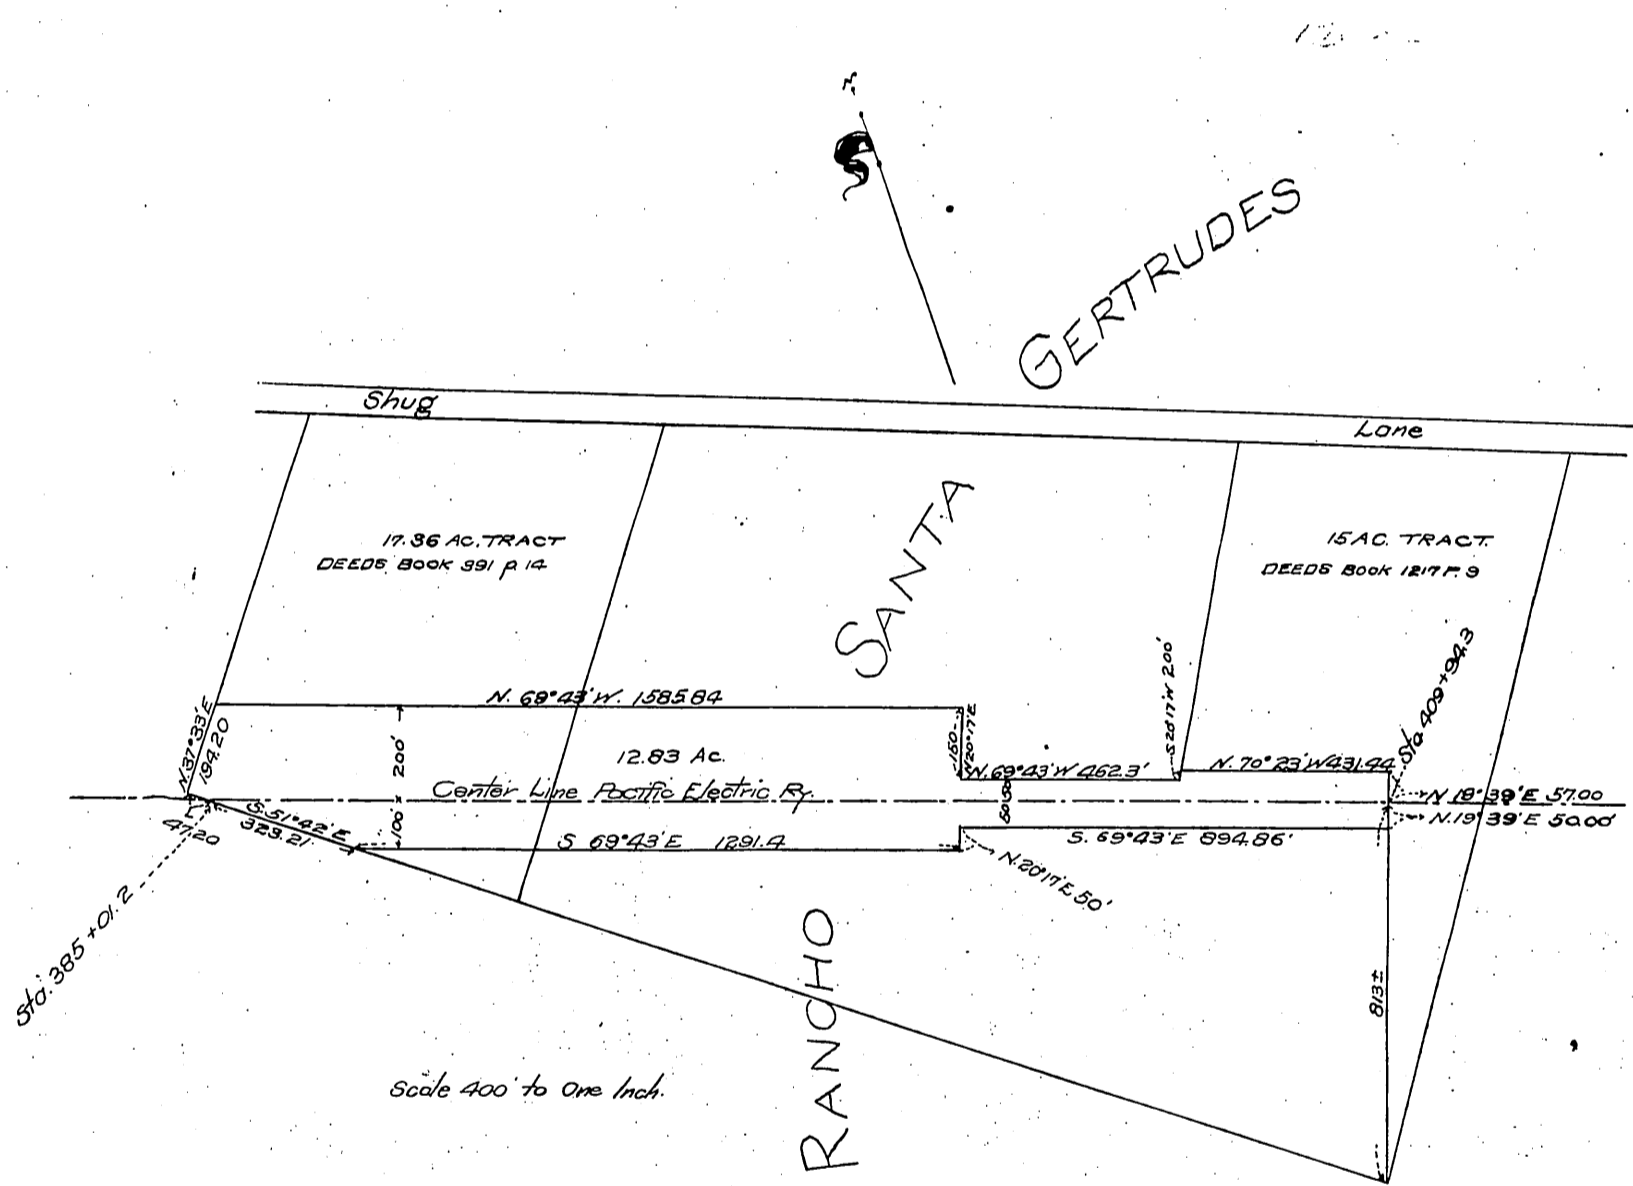 GERTRUDES
Shug
Lane
SANTA
17.36 AC. TRACT
DEEDS BOOK 391 p. 14
15 AC. TRACT.
DEEDS BOOK 1217 P. 9
Sta 409+94.3
S 20°17' W 200'
N. 69°43' W. 1585.84
N. 37°33' E
194.20
200'
12.83 Ac.
150
N 20°17' E
N. 69°43' W 462.3'
N. 70°23' W 431.44
Center Line Pacific Electric Ry.
50 50
N 18°39' E 57.00
N. 19°39' E 50.00
S. 51°42' E
323.21
47.20
100'
S 69°43' E 1291.4
S. 69°43' E 894.86'
N. 20°17' E 50'
Sta. 385+01.2
RANCHO
813±
Scale 400' to One Inch.